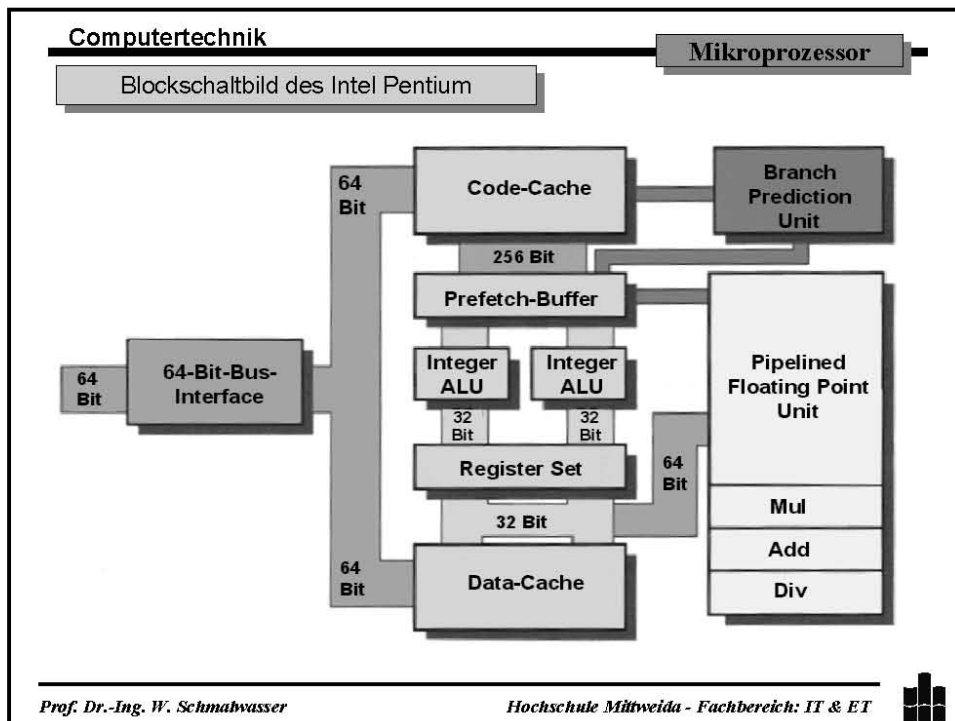 Computertechnik
Mikroprozessor
Blockschaltbild des Intel Pentium
64
Bit
Code-Cache
Branch
Prediction
Unit
256 Bit
Prefetch-Buffer
64
Bit
64-Bit-Bus-
Interface
Integer
ALU
Integer
ALU
Pipelined
Floating Point
Unit
32
Bit
32
Bit
Register Set
64
Bit
32 Bit
Mul
Add
Div
64
Bit
Data-Cache
Prof. Dr.-Ing. W. Schmalwasser
Hochschule Mittweida - Fachbereich: IT & ET